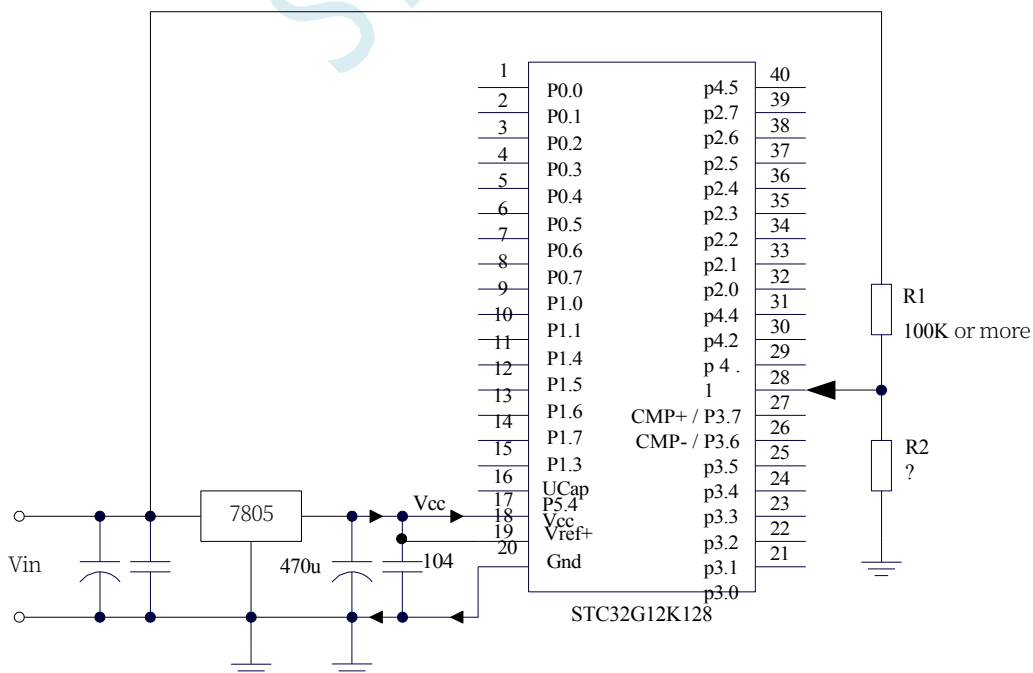 1
P0.0
2
P0.1
3
P0.2
4
P0.3
5
P0.4
6
P0.5
7
P0.6
8
P0.7
9
P1.0
10
P1.1
11
P1.4
12
P1.5
13
P1.6
14
P1.7
15
P1.3
16
UCap
17
P5.4
18
Vcc
19
Vref+
20
Gnd
40
p4.5
39
p2.7
38
p2.6
37
p2.5
36
p2.4
35
p2.3
34
p2.2
33
p2.1
32
p2.0
31
p4.4
30
p4.2
29
p 4 .
1
28
CMP+ / P3.7
27
CMP- / P3.6
26
p3.5
25
p3.4
24
p3.3
23
p3.2
22
p3.1
21
p3.0
R1
100K or more
R2
?
7805
Vcc
Vin
470u
104
STC32G12K128